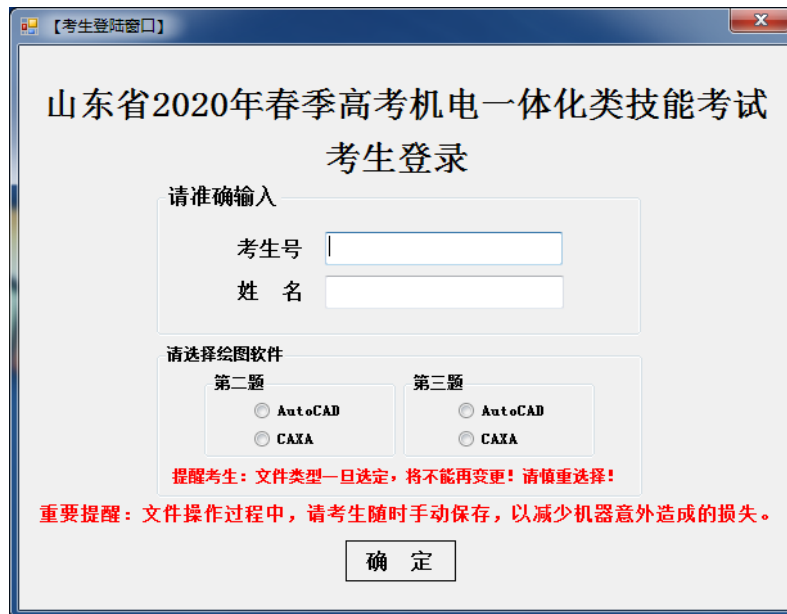 【考生登陆窗口】
山东省2020年春季高考机电一体化类技能考试
考生登录
请准确输入
考生号
姓 名
请选择绘图软件
第二题
AutoCAD
CAXA
第三题
AutoCAD
CAXA
提醒考生：文件类型一旦选定，将不能再变更！请慎重选择！
重要提醒：文件操作过程中，请考生随时手动保存，以减少机器意外造成的损失。
确 定